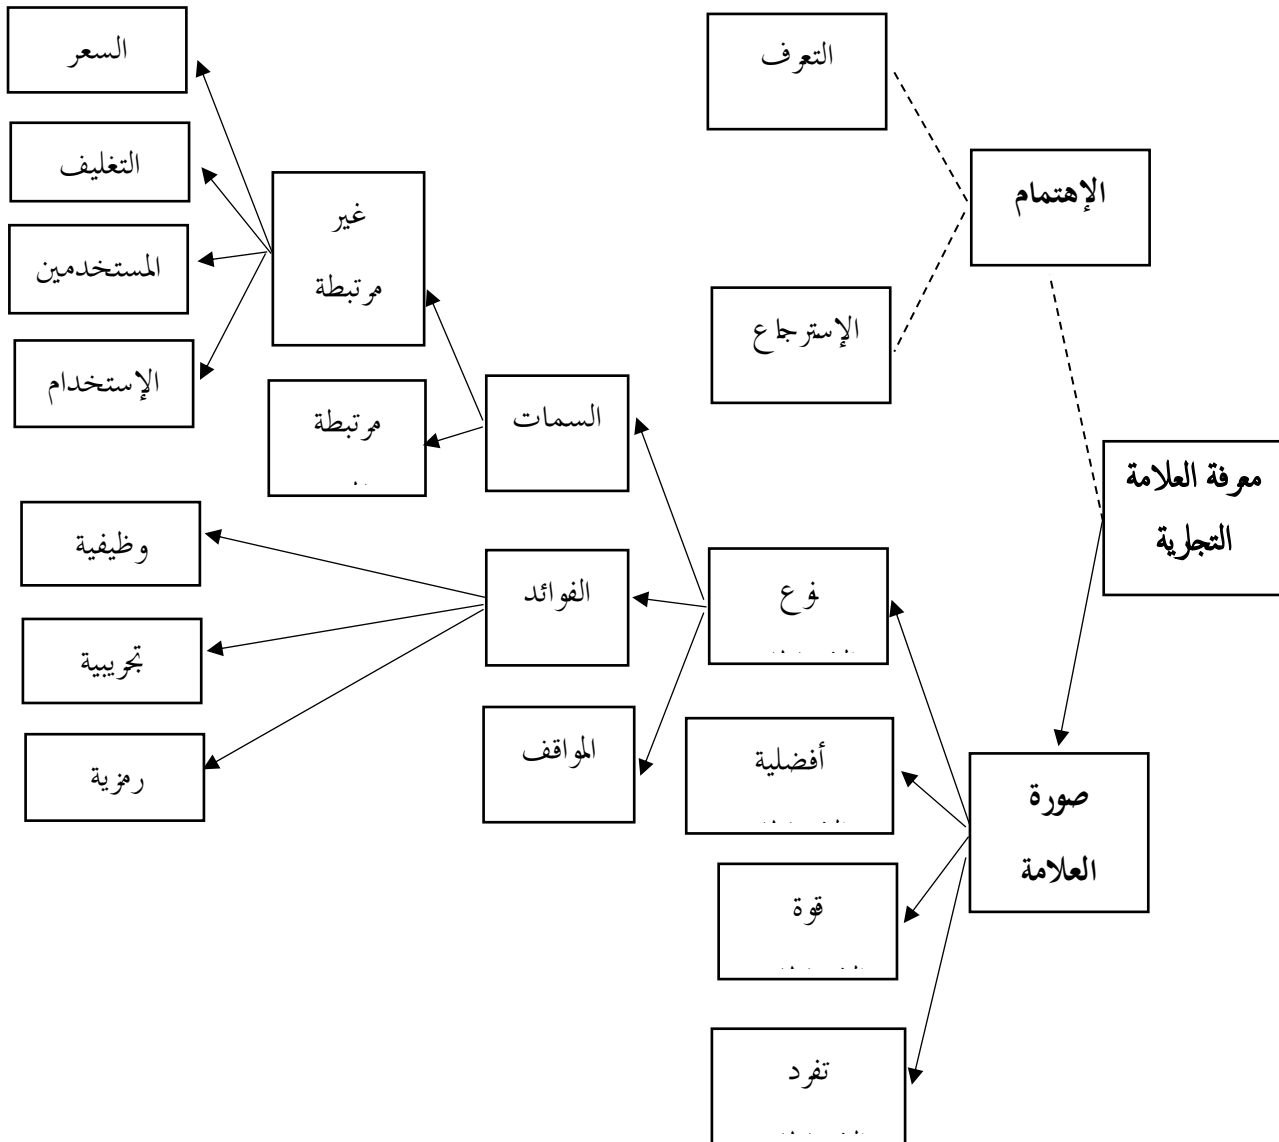 معرفة العلامة
التجارية
الإهتمام
التعرف
الإسترجاع
صورة
العلامة
نوع
أفضلية
قوة
تفرد
السمات
الفوائد
المواقف
غير
مرتبطة
مرتبطة
السعر
التغليف
المستخدمين
الإستخدام
وظيفية
تجريبية
رمزية